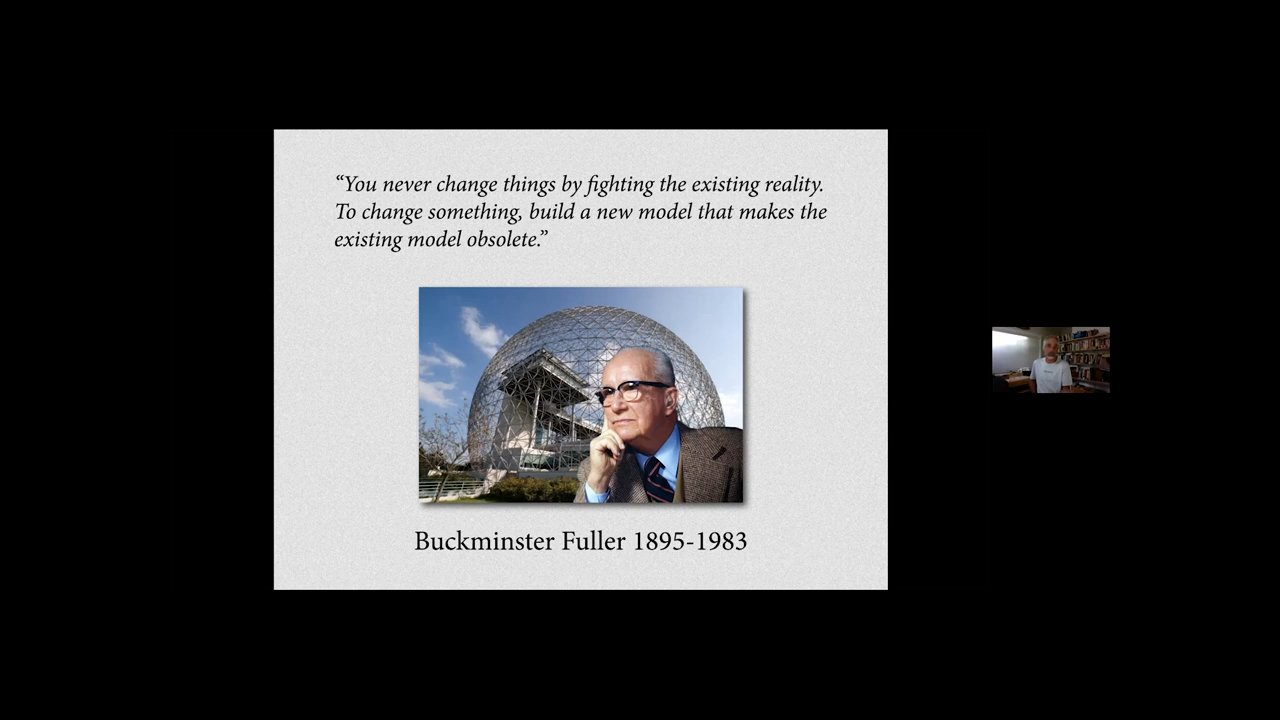 “You never change things by fighting the existing reality.
To change something, build a new model that makes the
existing model obsolete.”
Buckminster Fuller 1895-1983